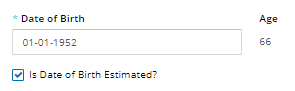 * Date of Birth Age
01-01-1952 66
Is Date of Birth Estimated?